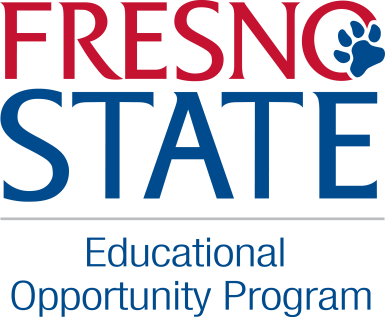 FRESNO
STATE
Educational
Opportunity Program